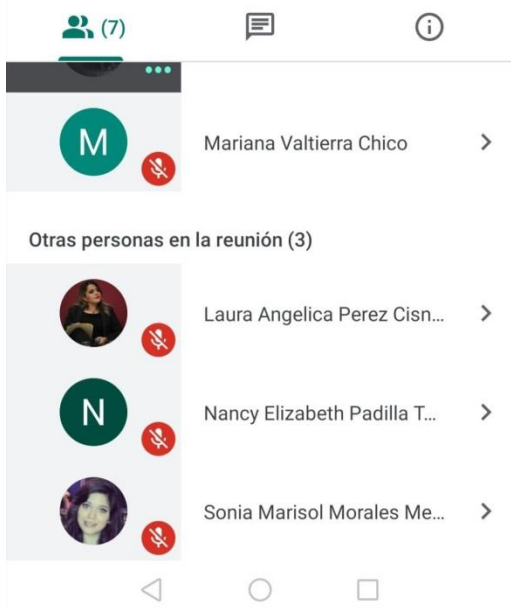 (7)
M
Mariana Valtierra Chico
Otras personas en la reunión (3)
Laura Angelica Perez Cisn...
N
Nancy Elizabeth Padilla T...
Sonia Marisol Morales Me...